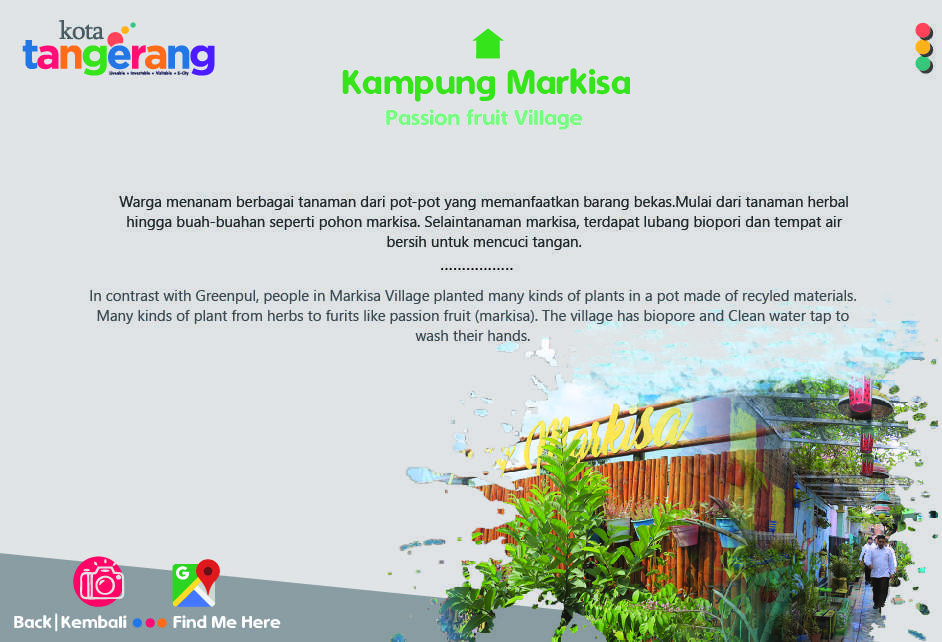 kota
tangerang
Liveable • Investable • Visitable • E-City
Kampung Markisa
Passion fruit Village
Warga menanam berbagai tanaman dari pot-pot yang memanfaatkan barang bekas.Mulai dari tanaman herbal
hingga buah-buahan seperti pohon markisa. Selaintanaman markisa, terdapat lubang biopori dan tempat air
bersih untuk mencuci tangan.
.................
In contrast with Greenpul, people in Markisa Village planted many kinds of plants in a pot made of recyled materials.
Many kinds of plant from herbs to furits like passion fruit (markisa). The village has biopore and Clean water tap to
wash their hands.
Markisa
G
Back|Kembali
Find Me Here